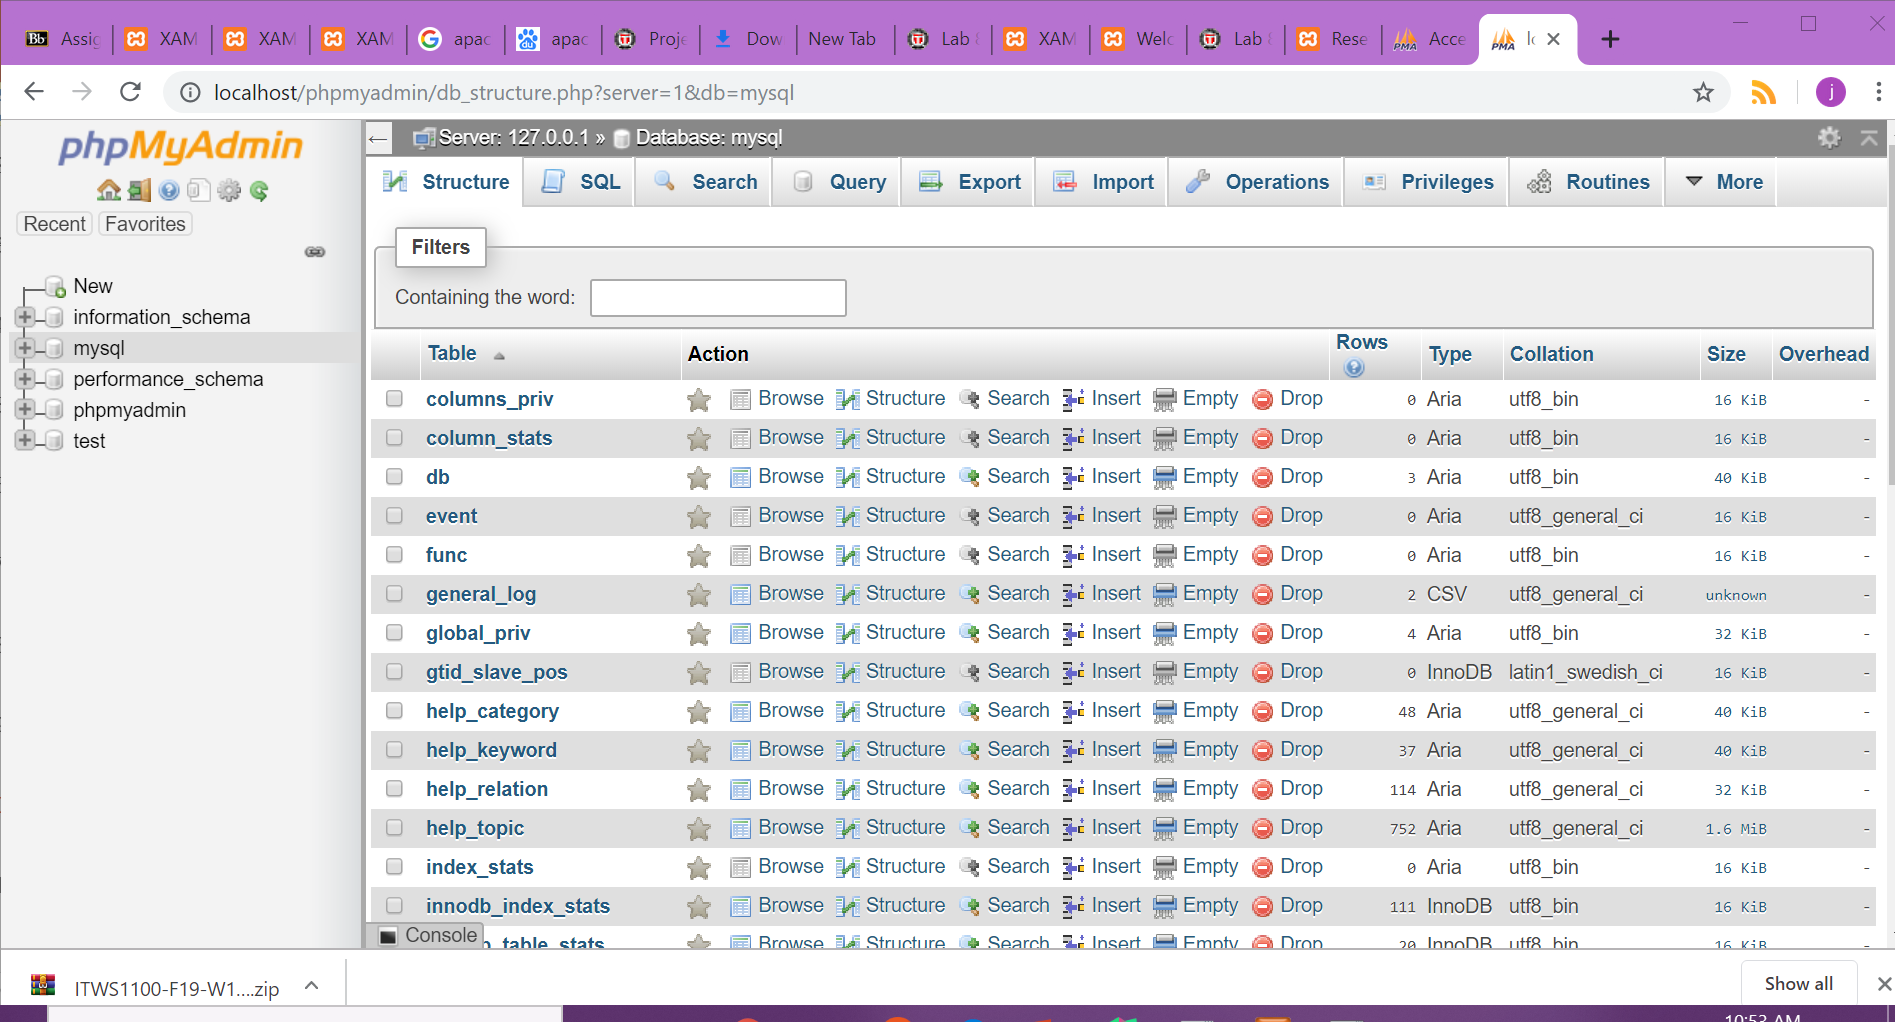 Bb Assig XAM XAM XAM apac du apac Proje Dow New Tab Lab 8 XAM Welc Lab 8 Rese PMA Acce PMA lo
localhost/phpmyadmin/db_structure.php?server=1&db=mysql j
phpMyAdmin
Recent Favorites
New
information_schema
mysql
performance_schema
phpmyadmin
test
Server: 127.0.0.1 » Database: mysql
Structure SQL Search Query Export Import Operations Privileges Routines More
Filters
Containing the word:
Table Action Rows Type Collation Size Overhead
columns_priv Browse Structure Search Insert Empty Drop 0 Aria utf8_bin 16 KiB -
column_stats Browse Structure Search Insert Empty Drop 0 Aria utf8_bin 16 KiB -
db Browse Structure Search Insert Empty Drop 3 Aria utf8_bin 40 KiB -
event Browse Structure Search Insert Empty Drop 0 Aria utf8_general_ci 16 KiB -
func Browse Structure Search Insert Empty Drop 0 Aria utf8_bin 16 KiB -
general_log Browse Structure Search Insert Empty Drop 2 CSV utf8_general_ci unknown -
global_priv Browse Structure Search Insert Empty Drop 4 Aria utf8_bin 32 KiB -
gtid_slave_pos Browse Structure Search Insert Empty Drop 0 InnoDB latin1_swedish_ci 16 KiB -
help_category Browse Structure Search Insert Empty Drop 48 Aria utf8_general_ci 40 KiB -
help_keyword Browse Structure Search Insert Empty Drop 37 Aria utf8_general_ci 40 KiB -
help_relation Browse Structure Search Insert Empty Drop 114 Aria utf8_general_ci 32 KiB -
help_topic Browse Structure Search Insert Empty Drop 752 Aria utf8_general_ci 1.6 MiB -
index_stats Browse Structure Search Insert Empty Drop 0 Aria utf8_bin 16 KiB -
innodb_index_stats Browse Structure Search Insert Empty Drop 111 InnoDB utf8_bin 16 KiB -
_table_stats Browse Structure Search Insert Empty Drop 20 InnoDB utf8_bin 16 KiB -
Console
ITWS1100-F19-W1....zip Show all
10:53 AM